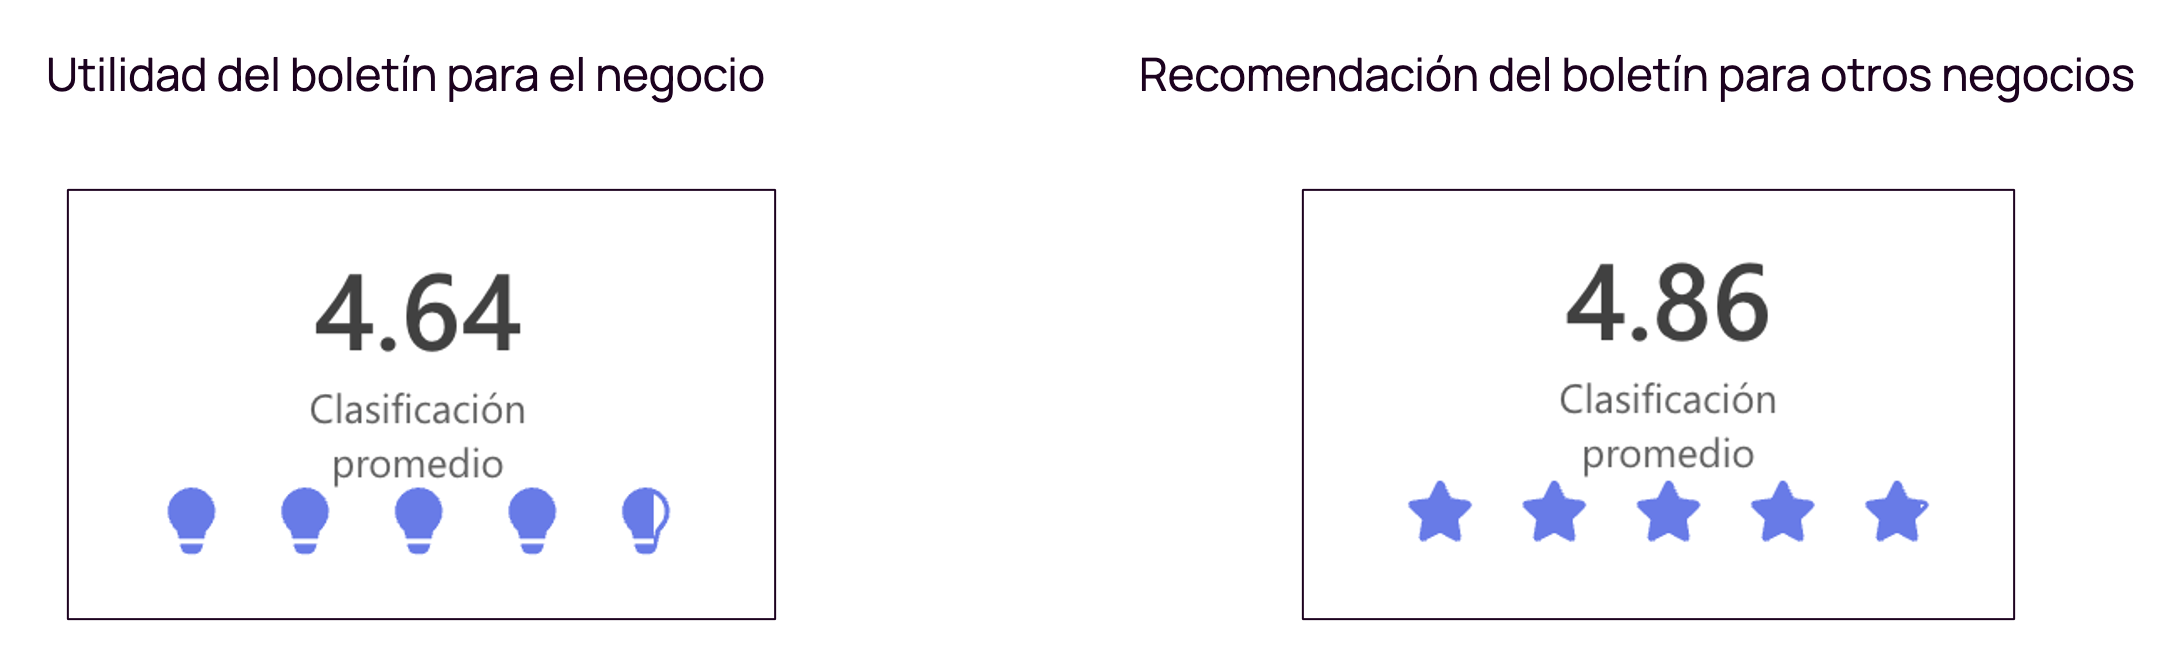 Utilidad del boletín para el negocio
Recomendación del boletín para otros negocios
4.64
Clasificación
promedio
4.86
Clasificación
promedio